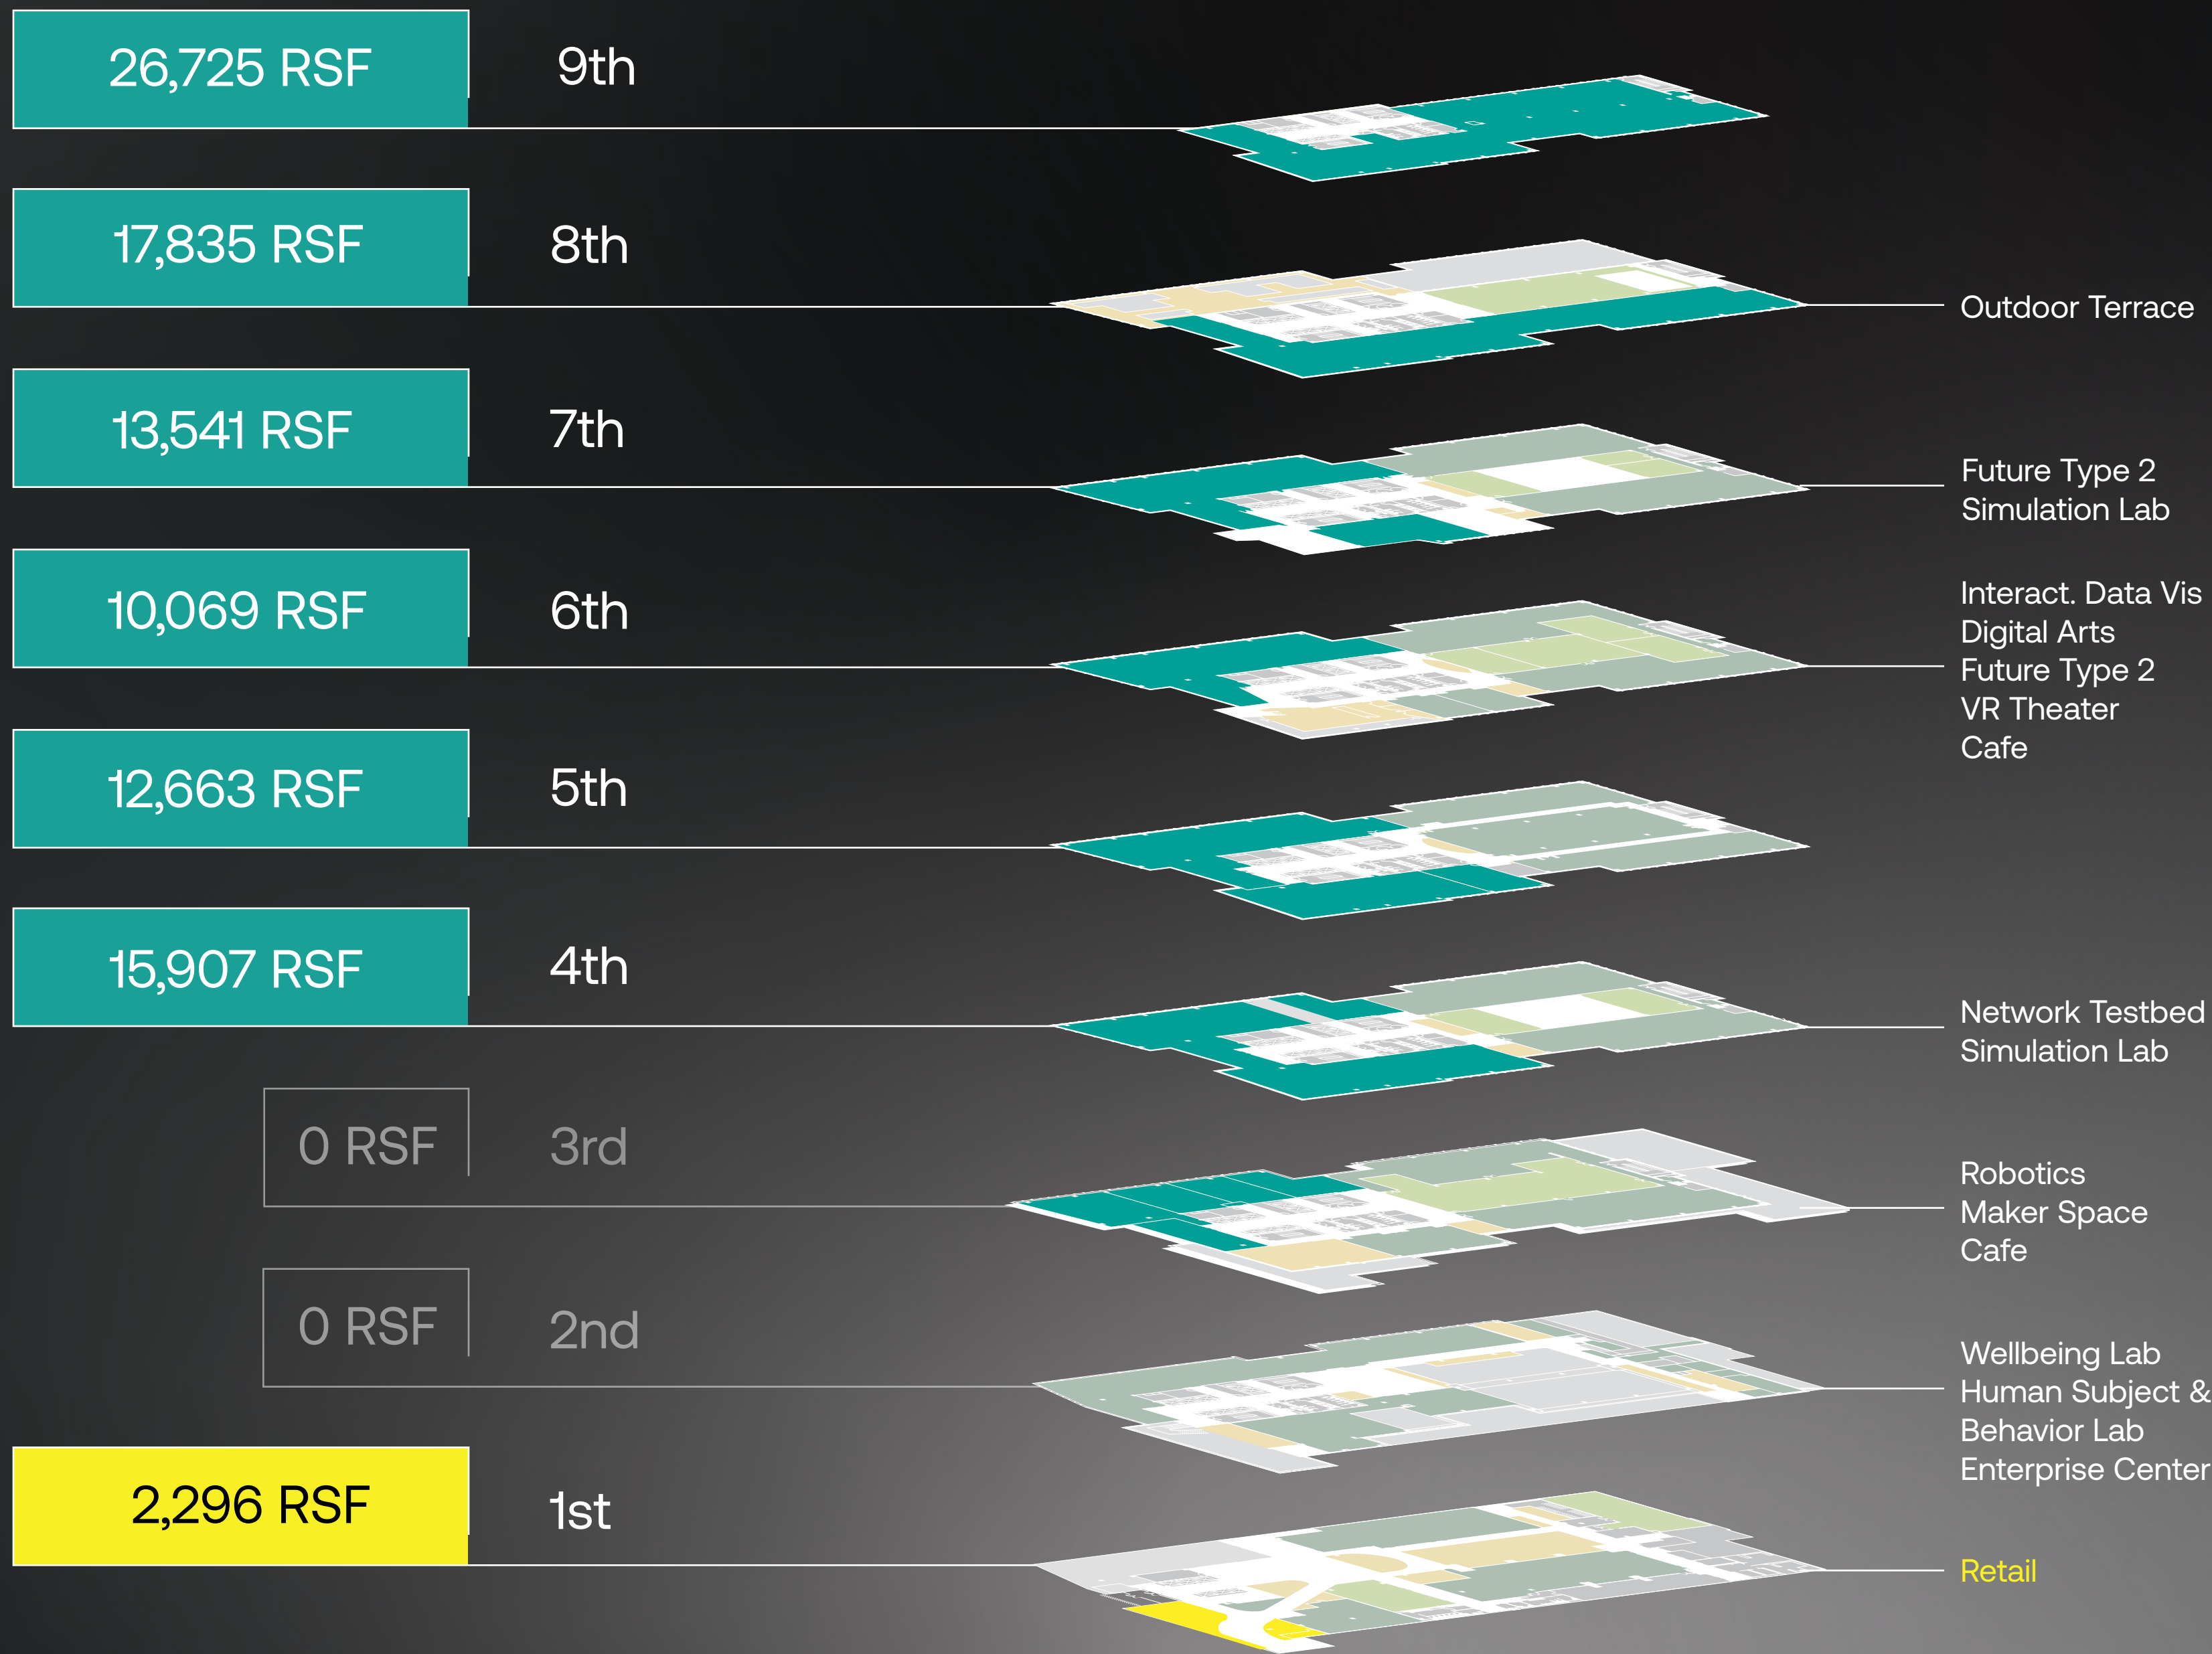 26,725 RSF
9th
17,835 RSF
8th
Outdoor Terrace
13,541 RSF
7th
Future Type 2
Simulation Lab
10,069 RSF
6th
Interact. Data Vis
Digital Arts
Future Type 2
VR Theater
Cafe
12,663 RSF
5th
15,907 RSF
4th
Network Testbed
Simulation Lab
0 RSF
3rd
Robotics
Maker Space
Cafe
0 RSF
2nd
Wellbeing Lab
Human Subject &
Behavior Lab
Enterprise Center
2,296 RSF
1st
Retail